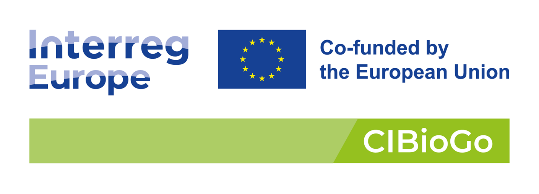 Interreg
Europe
Co-funded by
the European Union
CIBioGo